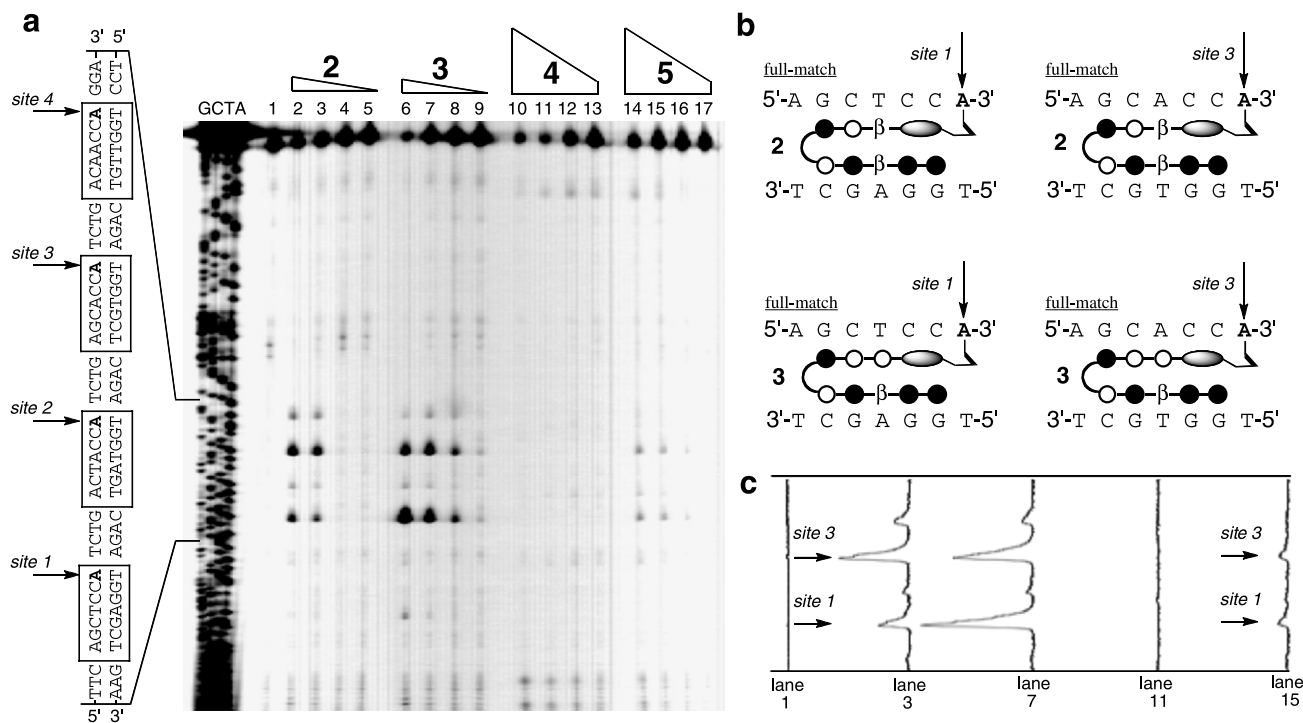 a
3' 5'
GGA CCT
site 4
ACAACCA TGTTGGT
TCTG AGAC
site 3
AGCACCA TCGTGGT
TCTG AGAC
site 2
ACTACCA TGATGGT
TCTG AGAC
site 1
AGCTCCA TCGAGGT
TTC AAG
5' 3'
2 3 4 5
GCTA 1 2 3 4 5 6 7 8 9 10 11 12 13 14 15 16 17
b
site 1
full-match
5'-A G C T C C A-3'
β
2
β
3'-T C G A G G T-5'
site 3
full-match
5'-A G C A C C A-3'
β
2
β
3'-T C G T G G T-5'
site 1
full-match
5'-A G C T C C A-3'
3
β
3'-T C G A G G T-5'
site 3
full-match
5'-A G C A C C A-3'
3
β
3'-T C G T G G T-5'
c
site 3 site 3
site 1 site 1
lane lane lane lane lane
1 3 7 11 15